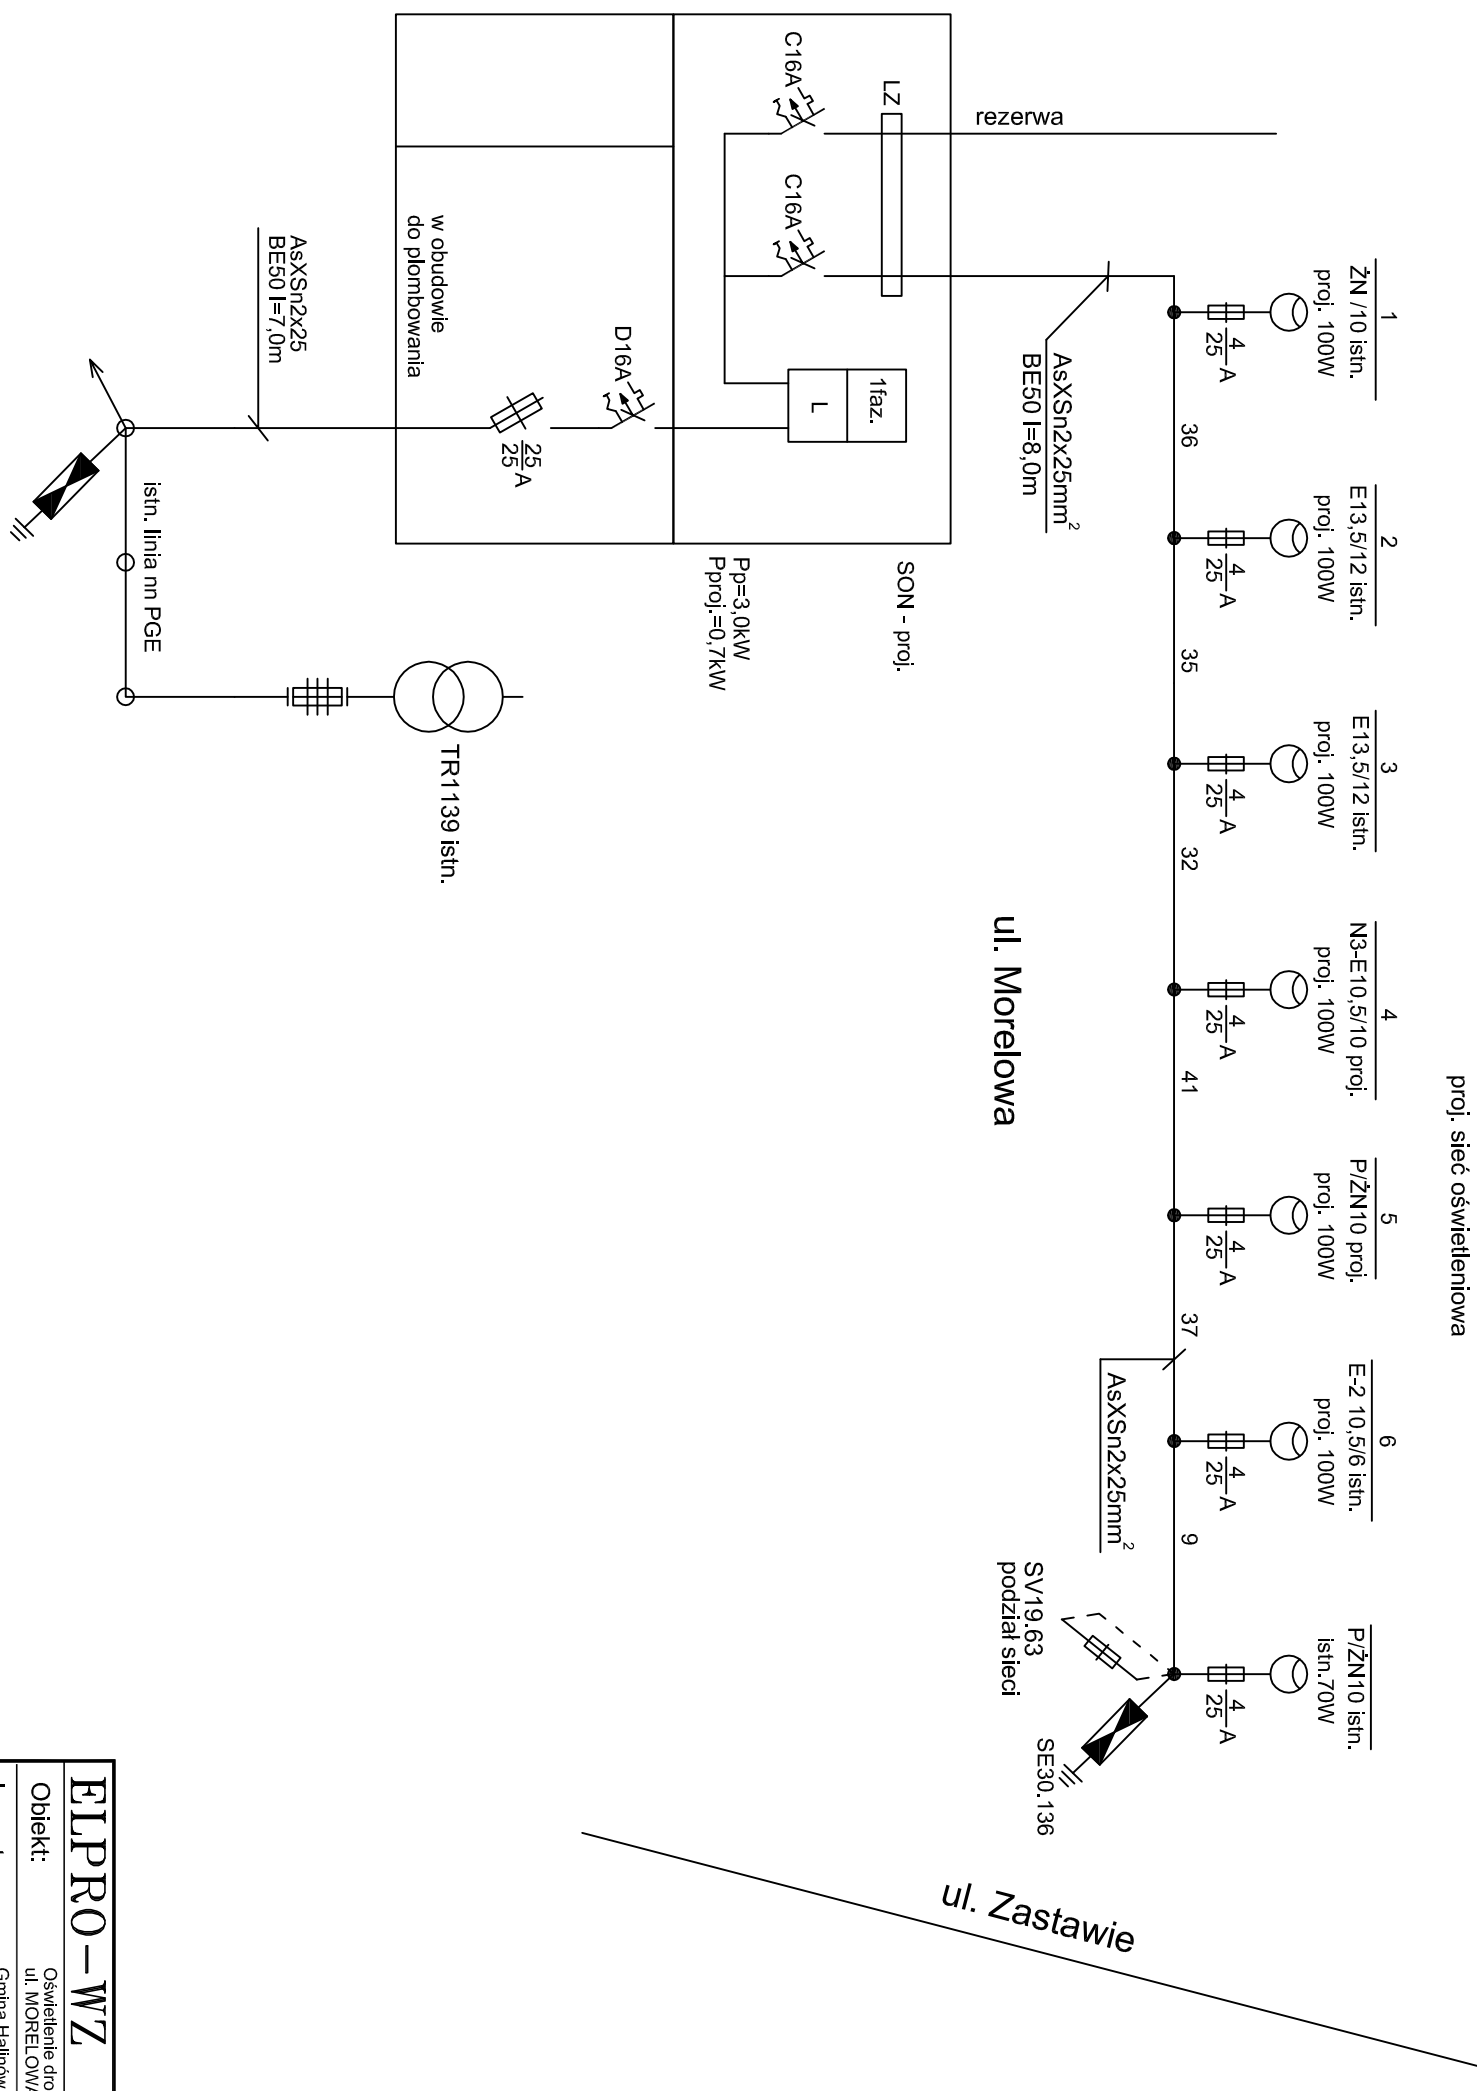 proj. sieć oświetleniowa
1
ŻN /10 istn.
proj. 100W
4
25 A
36
2
E13,5/12 istn.
proj. 100W
4
25 A
35
3
E13,5/12 istn.
proj. 100W
4
25 A
32
4
N3-E10,5/10 proj.
proj. 100W
4
25 A
41
5
P/ŻN10 proj.
proj. 100W
4
25 A
37
6
E-2 10,5/6 istn.
proj. 100W
4
25 A
9
P/ŻN10 istn.
istn.70W
4
25 A
rezerwa
AsXSn2x25mm²
BE50 l=8,0m
AsXSn2x25mm²
SV19.63
podział sieci
SE30.136
ul. Morelowa
ul. Zastawie
LZ
C16A
C16A
1faz.
L
SON - proj.
Pp=3,0kW
Pproj.=0,7kW
D16A
25
25 A
w obudowie
do plombowania
TR1139 istn.
AsXSn2x25
BE50 l=7,0m
istn. linia nn PGE
ELPRO-WZ
Obiekt:
Oświetlenie dro
ul. MORELOWA
Gmina Halinów